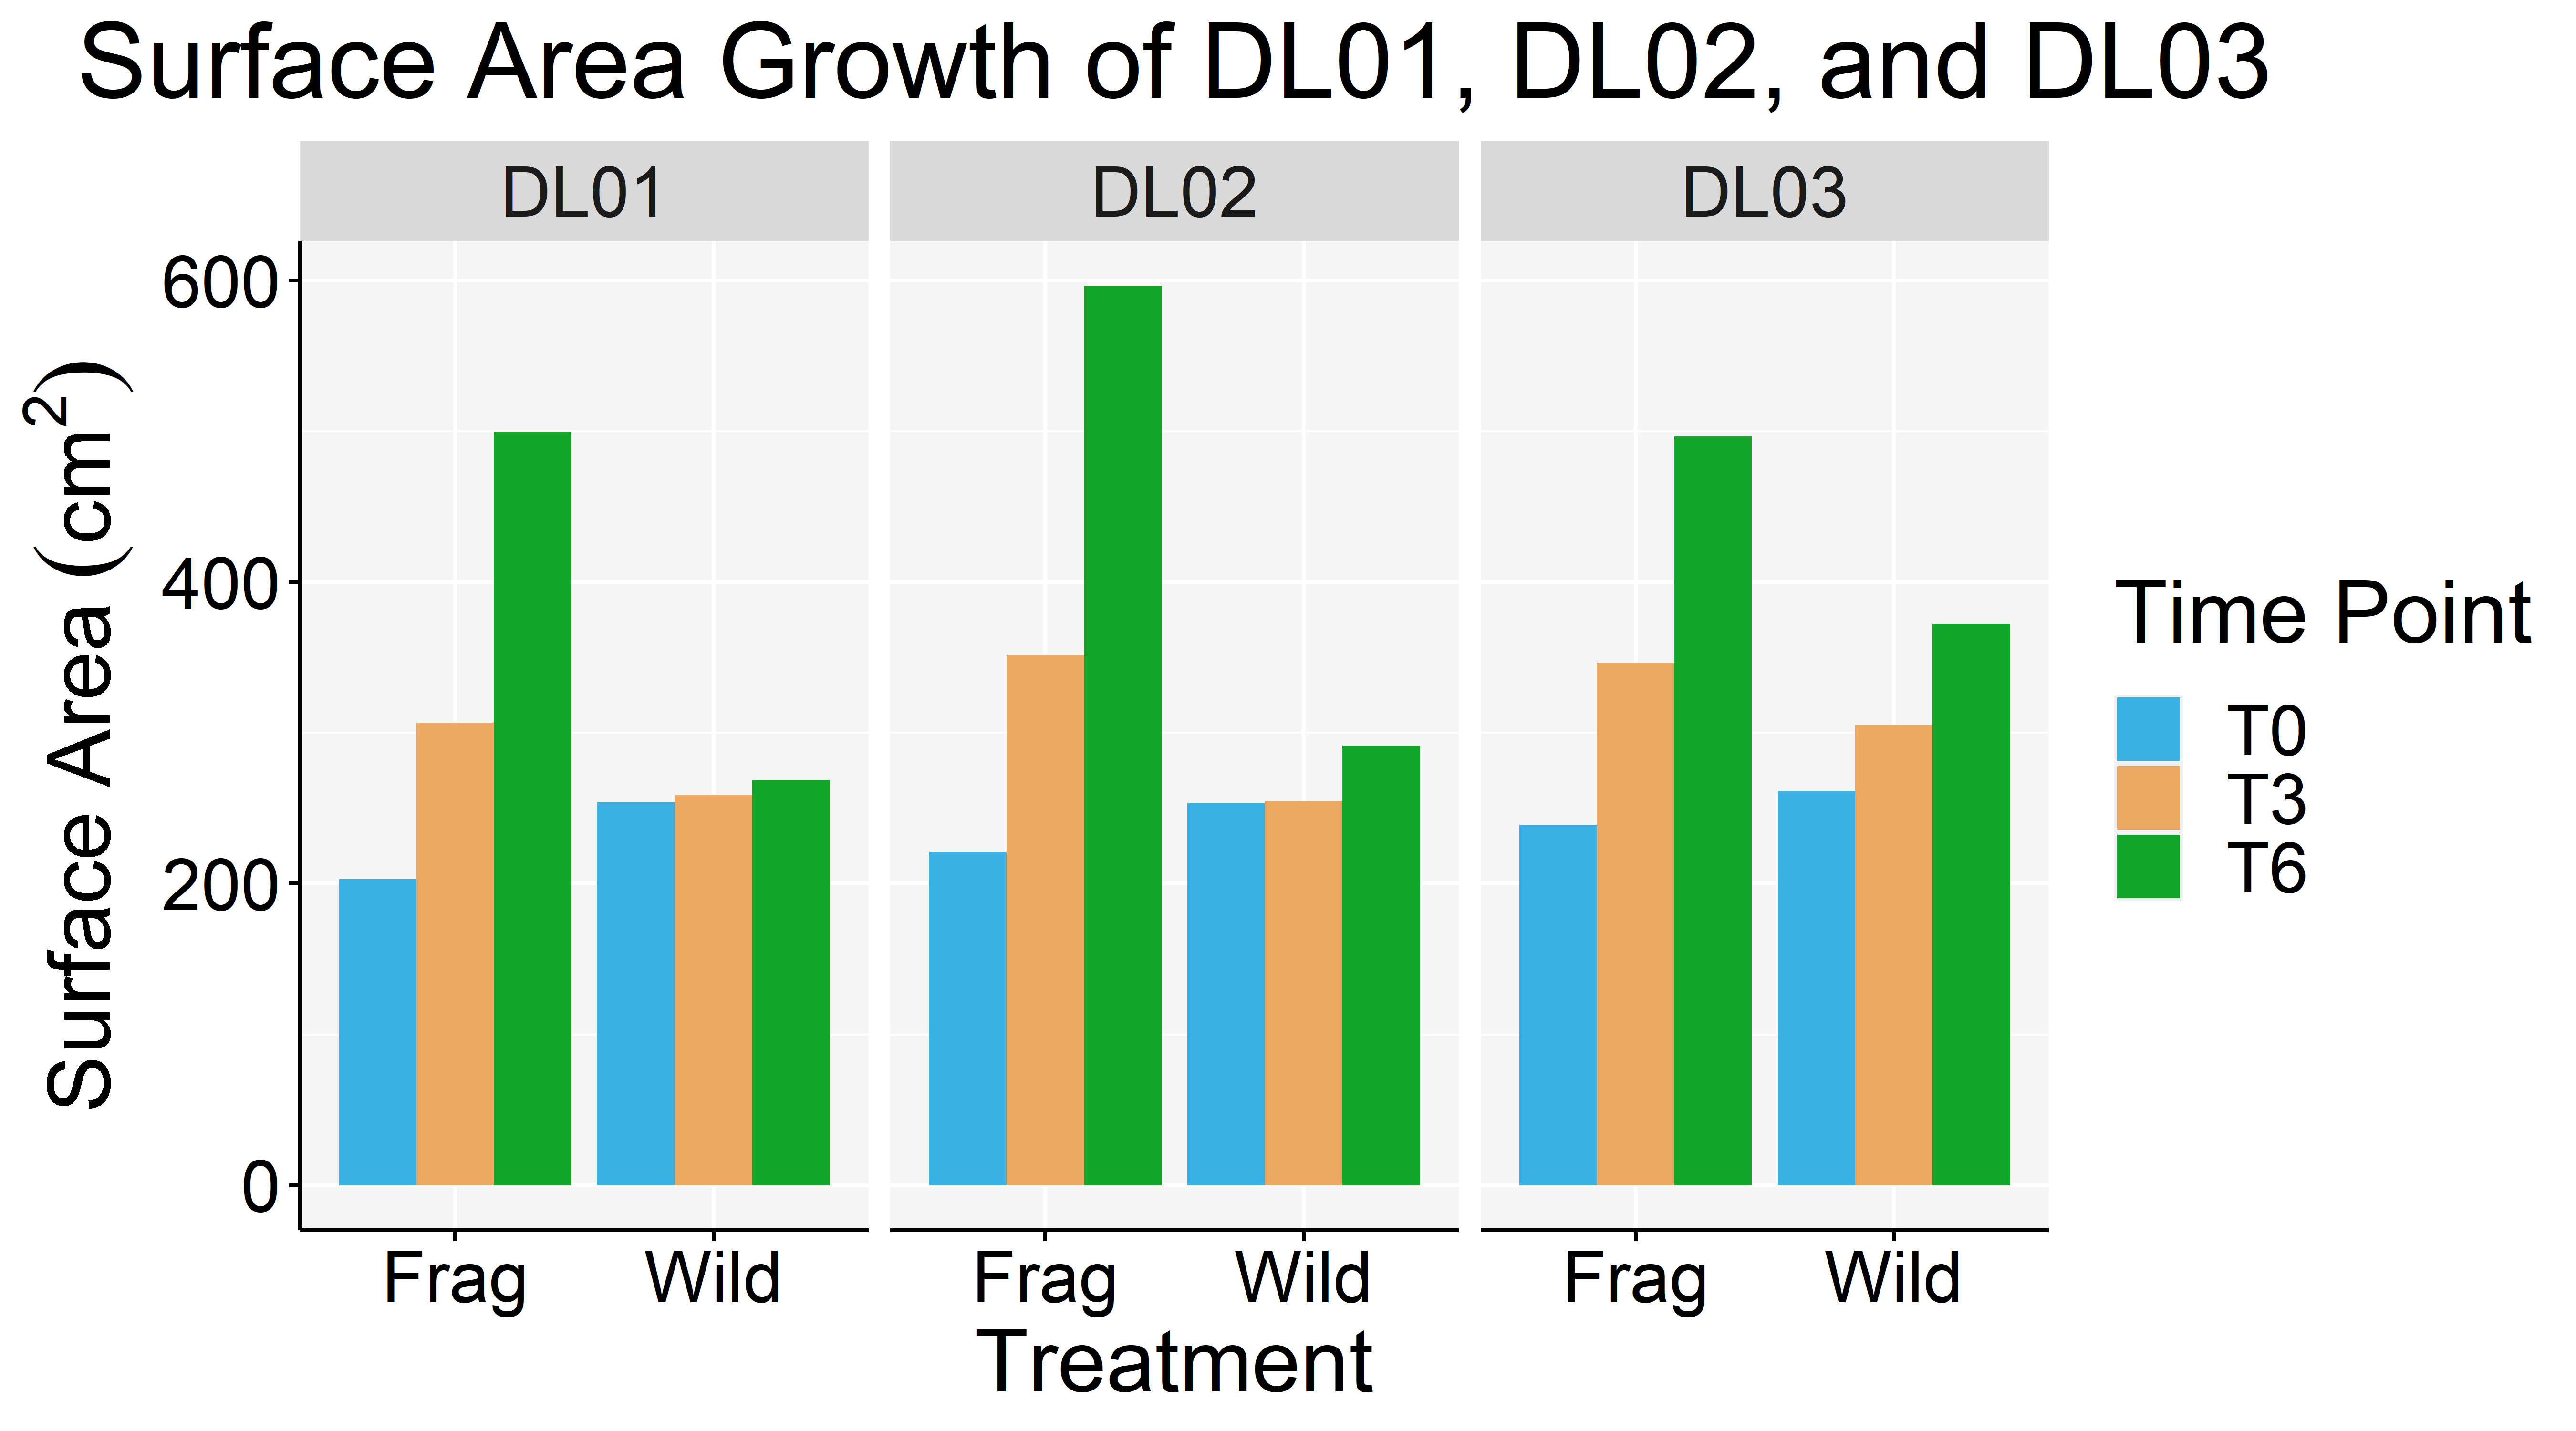 Surface Area Growth of DL01, DL02, and DL03
DL01
DL02
DL03
Surface Area (cm²)
600
400
200
0
Frag
Wild
Frag
Wild
Frag
Wild
Treatment
Time Point
T0
T3
T6